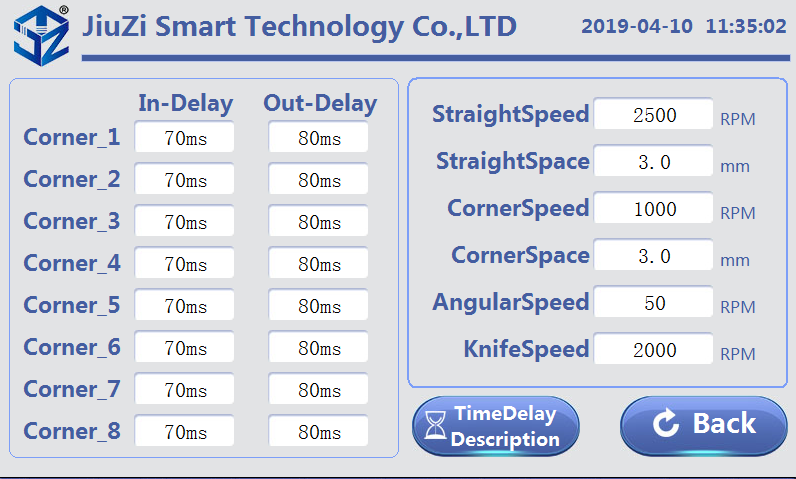 JiuZi Smart Technology Co.,LTD 2019-04-10 11:35:02
In-Delay Out-Delay
Corner_1 70ms 80ms
Corner_2 70ms 80ms
Corner_3 70ms 80ms
Corner_4 70ms 80ms
Corner_5 70ms 80ms
Corner_6 70ms 80ms
Corner_7 70ms 80ms
Corner_8 70ms 80ms
StraightSpeed 2500 RPM
StraightSpace 3.0 mm
CornerSpeed 1000 RPM
CornerSpace 3.0 mm
AngularSpeed 50 RPM
KnifeSpeed 2000 RPM
TimeDelay
Description
Back